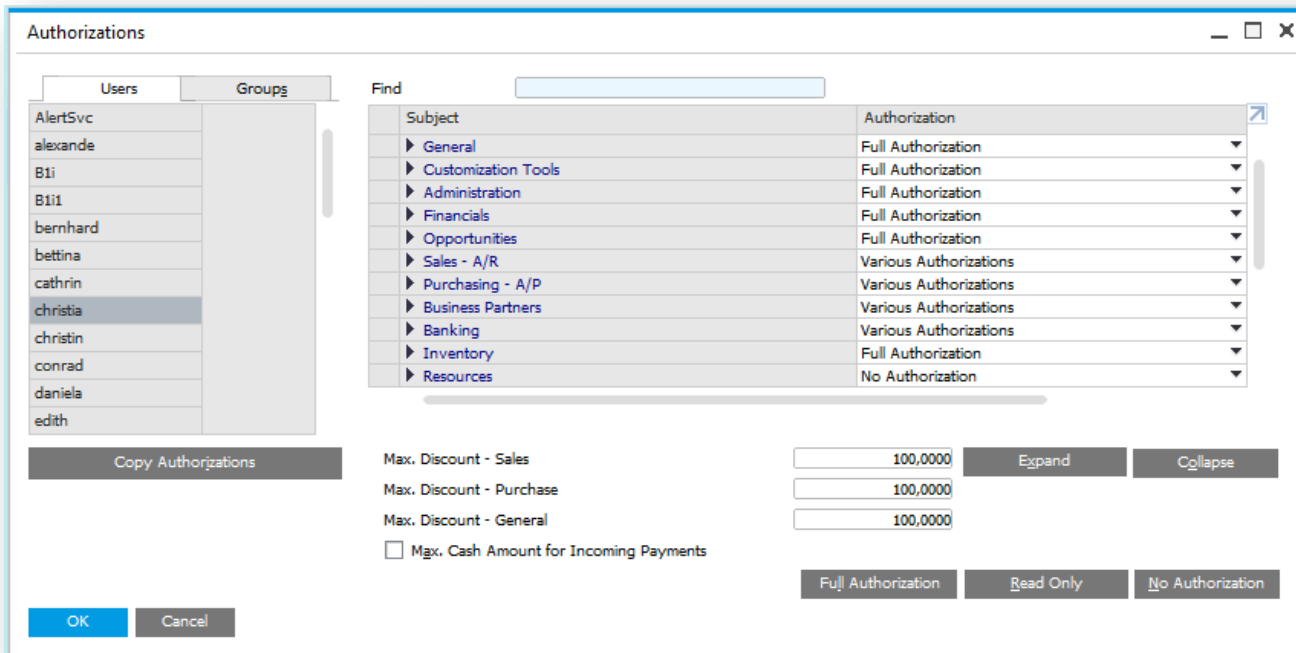 Authorizations
Users Groups
AlertSvc
alexande
B1i
B1i1
bernhard
bettina
cathrin
christia
christin
conrad
daniela
edith
Copy Authorizations
Find
Subject Authorization
General Full Authorization
Customization Tools Full Authorization
Administration Full Authorization
Financials Full Authorization
Opportunities Full Authorization
Sales - A/R Various Authorizations
Purchasing - A/P Various Authorizations
Business Partners Various Authorizations
Banking Various Authorizations
Inventory Full Authorization
Resources No Authorization
Max. Discount - Sales 100,0000 Expand Collapse
Max. Discount - Purchase 100,0000
Max. Discount - General 100,0000
Max. Cash Amount for Incoming Payments
Full Authorization Read Only No Authorization
OK Cancel